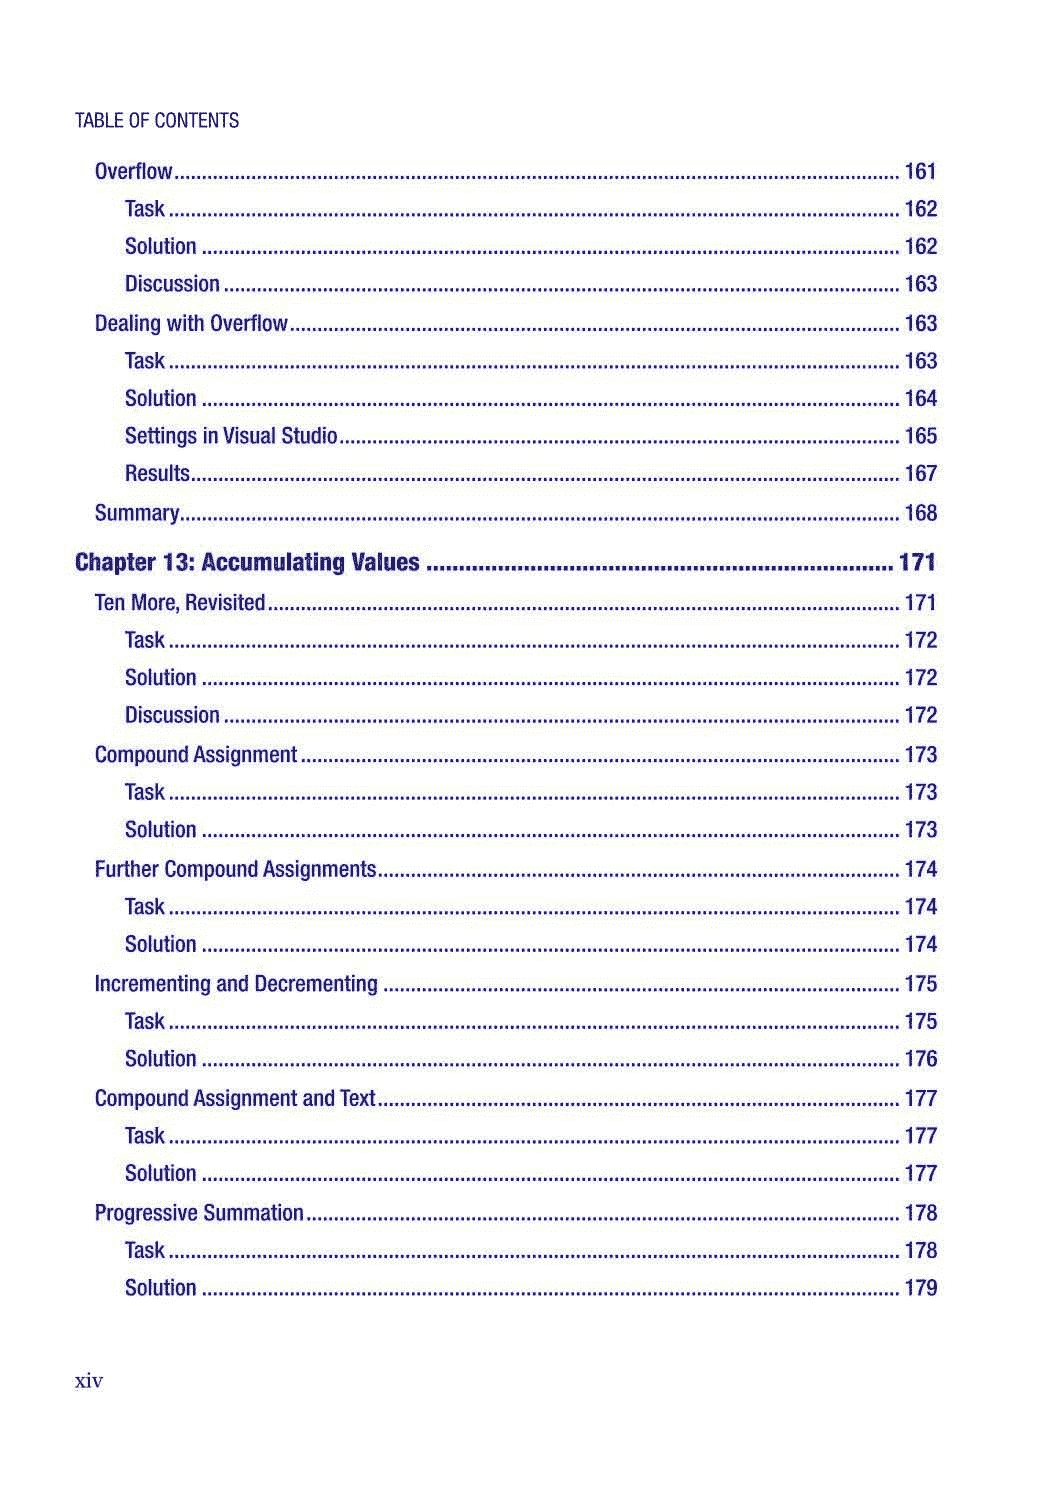 TABLE OF CONTENTS
Overflow........................................ 161
Task ........................................ 162
Solution ........................................ 162
Discussion ........................................ 163
Dealing with Overflow........................................ 163
Task ........................................ 163
Solution ........................................ 164
Settings in Visual Studio........................................ 165
Results........................................ 167
Summary........................................ 168
Chapter 13: Accumulating Values ........................................ 171
Ten More, Revisited........................................ 171
Task ........................................ 172
Solution ........................................ 172
Discussion ........................................ 172
Compound Assignment ........................................ 173
Task ........................................ 173
Solution ........................................ 173
Further Compound Assignments........................................ 174
Task ........................................ 174
Solution ........................................ 174
Incrementing and Decrementing ........................................ 175
Task ........................................ 175
Solution ........................................ 176
Compound Assignment and Text........................................ 177
Task ........................................ 177
Solution ........................................ 177
Progressive Summation........................................ 178
Task ........................................ 178
Solution ........................................ 179
xiv